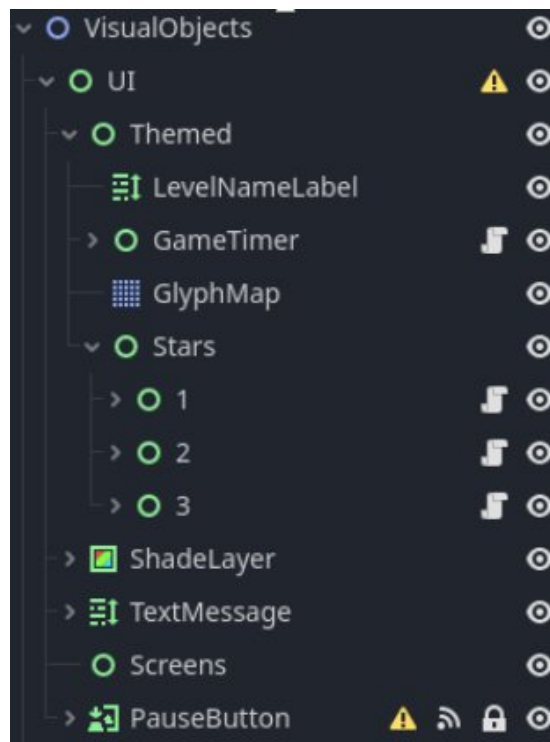 VisualObjects
UI
Themed
LevelNameLabel
GameTimer
GlyphMap
Stars
1
2
3
ShadeLayer
TextMessage
Screens
PauseButton